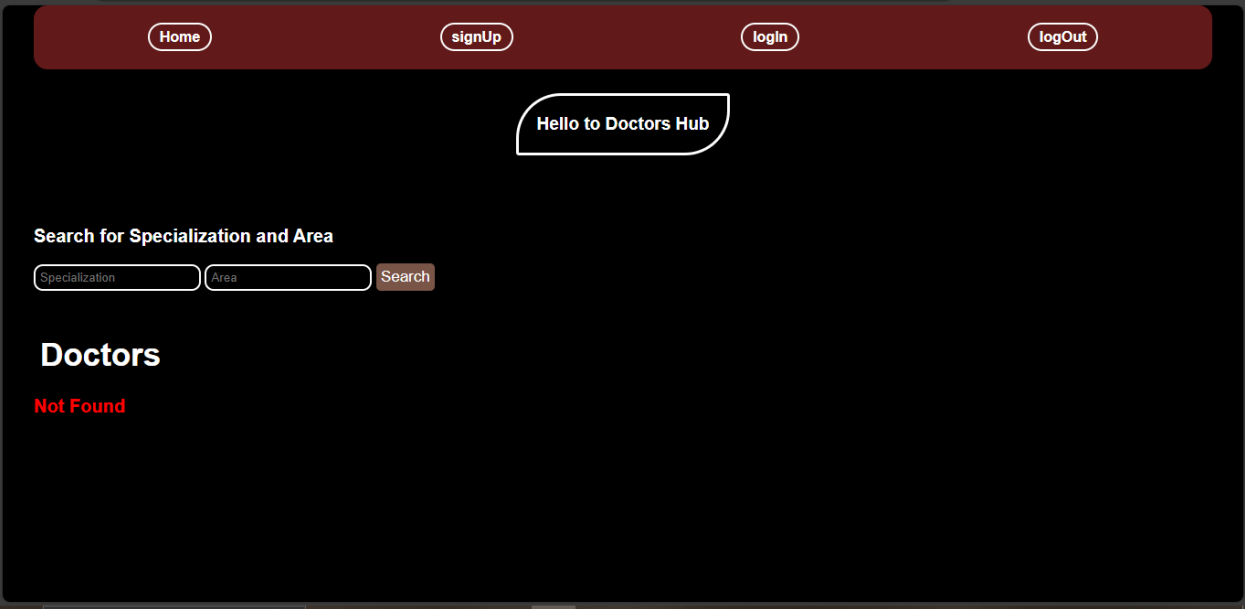 Home signUp logIn logOut
Hello to Doctors Hub
Search for Specialization and Area
Specialization Area Search
Doctors
Not Found